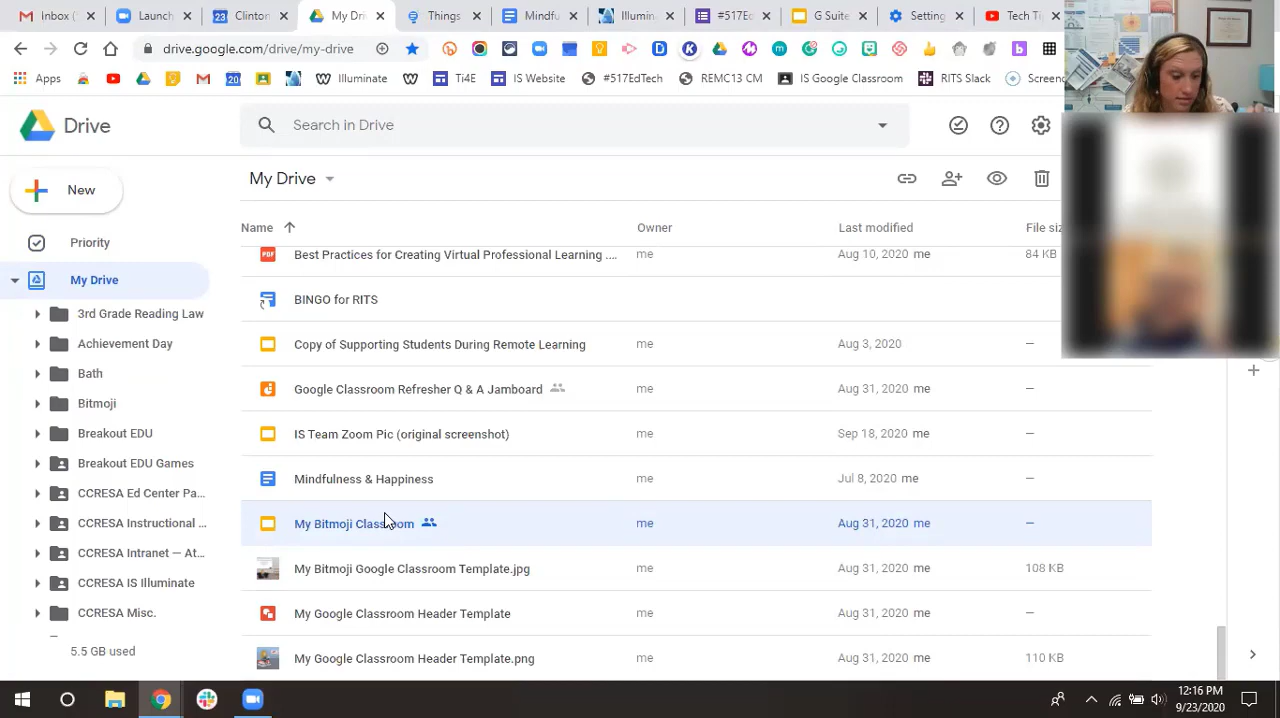 Inbox (
Launch
Clinton
My Dri
Things
Mindfu
Illumin
#517E
G Suite
Setting
Tech T
drive.google.com/drive/my-drive
Apps
Illuminate
Ti4E
IS Website
#517EdTech
REMC13 CM
IS Google Classroom
RITS Slack
Screenc
Drive
Search in Drive
New
My Drive
Name
Owner
Last modified
File siz
Priority
My Drive
3rd Grade Reading Law
Achievement Day
Bath
Bitmoji
Breakout EDU
Breakout EDU Games
CCRESA Ed Center Pa...
CCRESA Instructional ...
CCRESA Intranet — At...
CCRESA IS Illuminate
CCRESA Misc.
5.5 GB used
Best Practices for Creating Virtual Professional Learning .... me Aug 10, 2020 me 84 KB
BINGO for RITS
Copy of Supporting Students During Remote Learning me Aug 3, 2020 —
Google Classroom Refresher Q & A Jamboard me Aug 31, 2020 me —
IS Team Zoom Pic (original screenshot) me Sep 18, 2020 me —
Mindfulness & Happiness me Jul 8, 2020 me —
My Bitmoji Classroom me Aug 31, 2020 me —
My Bitmoji Google Classroom Template.jpg me Aug 31, 2020 me 108 KB
My Google Classroom Header Template me Aug 31, 2020 me —
My Google Classroom Header Template.png me Aug 31, 2020 me 110 KB
12:16 PM
9/23/2020